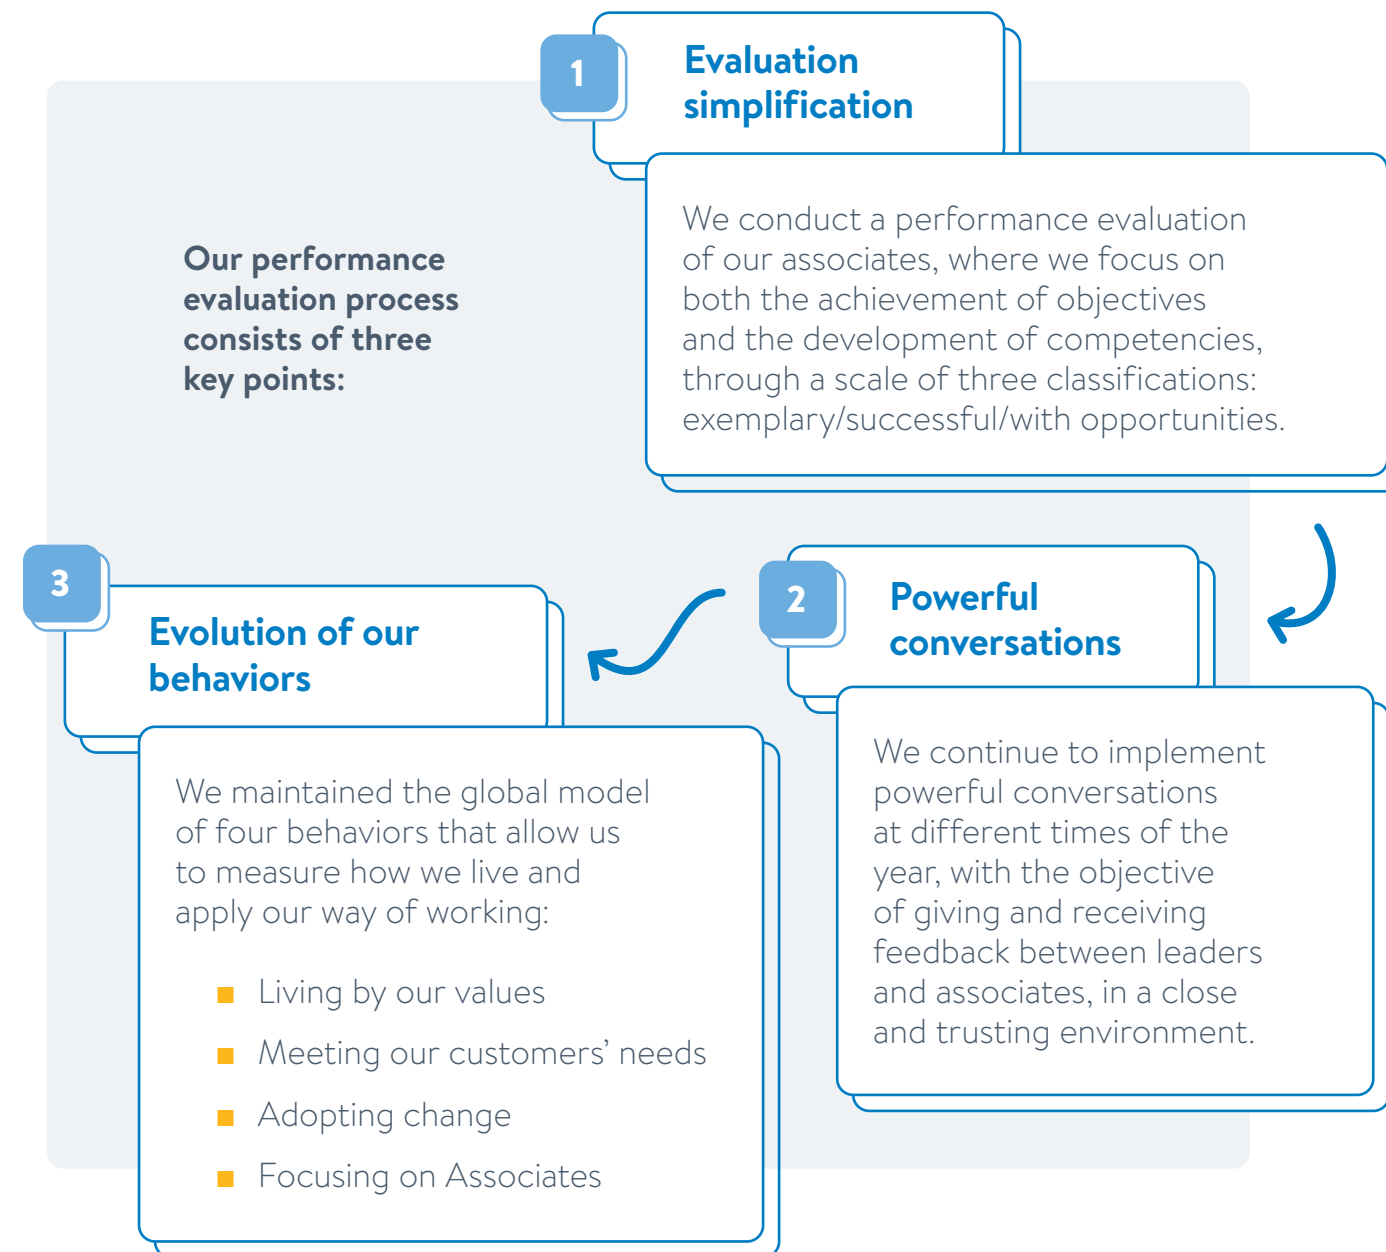 Our performance
evaluation process
consists of three
key points:
1
Evaluation
simplification
We conduct a performance evaluation
of our associates, where we focus on
both the achievement of objectives
and the development of competencies,
through a scale of three classifications:
exemplary/successful/with opportunities.
2
Powerful
conversations
We continue to implement
powerful conversations
at different times of the
year, with the objective
of giving and receiving
feedback between leaders
and associates, in a close
and trusting environment.
3
Evolution of our
behaviors
We maintained the global model
of four behaviors that allow us
to measure how we live and
apply our way of working:
■ Living by our values
■ Meeting our customers’ needs
■ Adopting change
■ Focusing on Associates